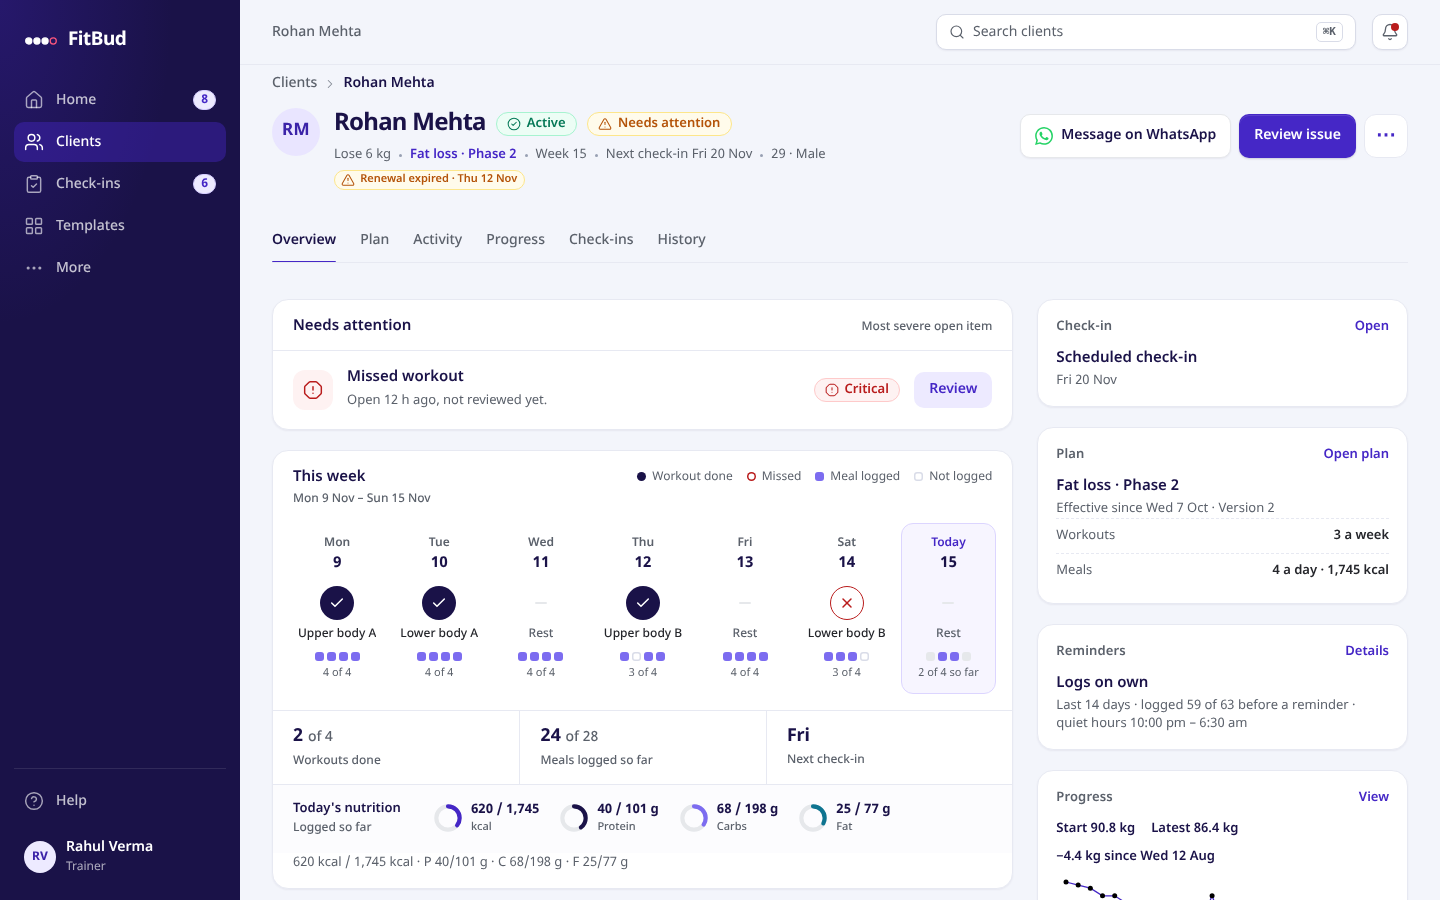 FitBud
Home 8
Clients
Check-ins 6
Templates
More
Help
RV Rahul Verma
Trainer
Rohan Mehta
Search clients ⌘K
Clients > Rohan Mehta
RM Rohan Mehta Active Needs attention
Lose 6 kg • Fat loss · Phase 2 • Week 15 • Next check-in Fri 20 Nov • 29 · Male
Renewal expired · Thu 12 Nov
Message on WhatsApp Review issue
Overview Plan Activity Progress Check-ins History
Needs attention Most severe open item
Missed workout
Open 12 h ago, not reviewed yet.
Critical Review
This week
Mon 9 Nov – Sun 15 Nov
Workout done Missed Meal logged Not logged
Mon Tue Wed Thu Fri Sat Today
9 10 11 12 13 14 15
Upper body A Lower body A Rest Upper body B Rest Lower body B Rest
4 of 4 4 of 4 4 of 4 3 of 4 4 of 4 3 of 4 2 of 4 so far
2 of 4
Workouts done
24 of 28
Meals logged so far
Fri
Next check-in
Today's nutrition
Logged so far
620 / 1,745
kcal
40 / 101 g
Protein
68 / 198 g
Carbs
25 / 77 g
Fat
620 kcal / 1,745 kcal · P 40/101 g · C 68/198 g · F 25/77 g
Check-in Open
Scheduled check-in
Fri 20 Nov
Plan Open plan
Fat loss · Phase 2
Effective since Wed 7 Oct · Version 2
Workouts 3 a week
Meals 4 a day · 1,745 kcal
Reminders Details
Logs on own
Last 14 days · logged 59 of 63 before a reminder ·
quiet hours 10:00 pm – 6:30 am
Progress View
Start 90.8 kg Latest 86.4 kg
−4.4 kg since Wed 12 Aug